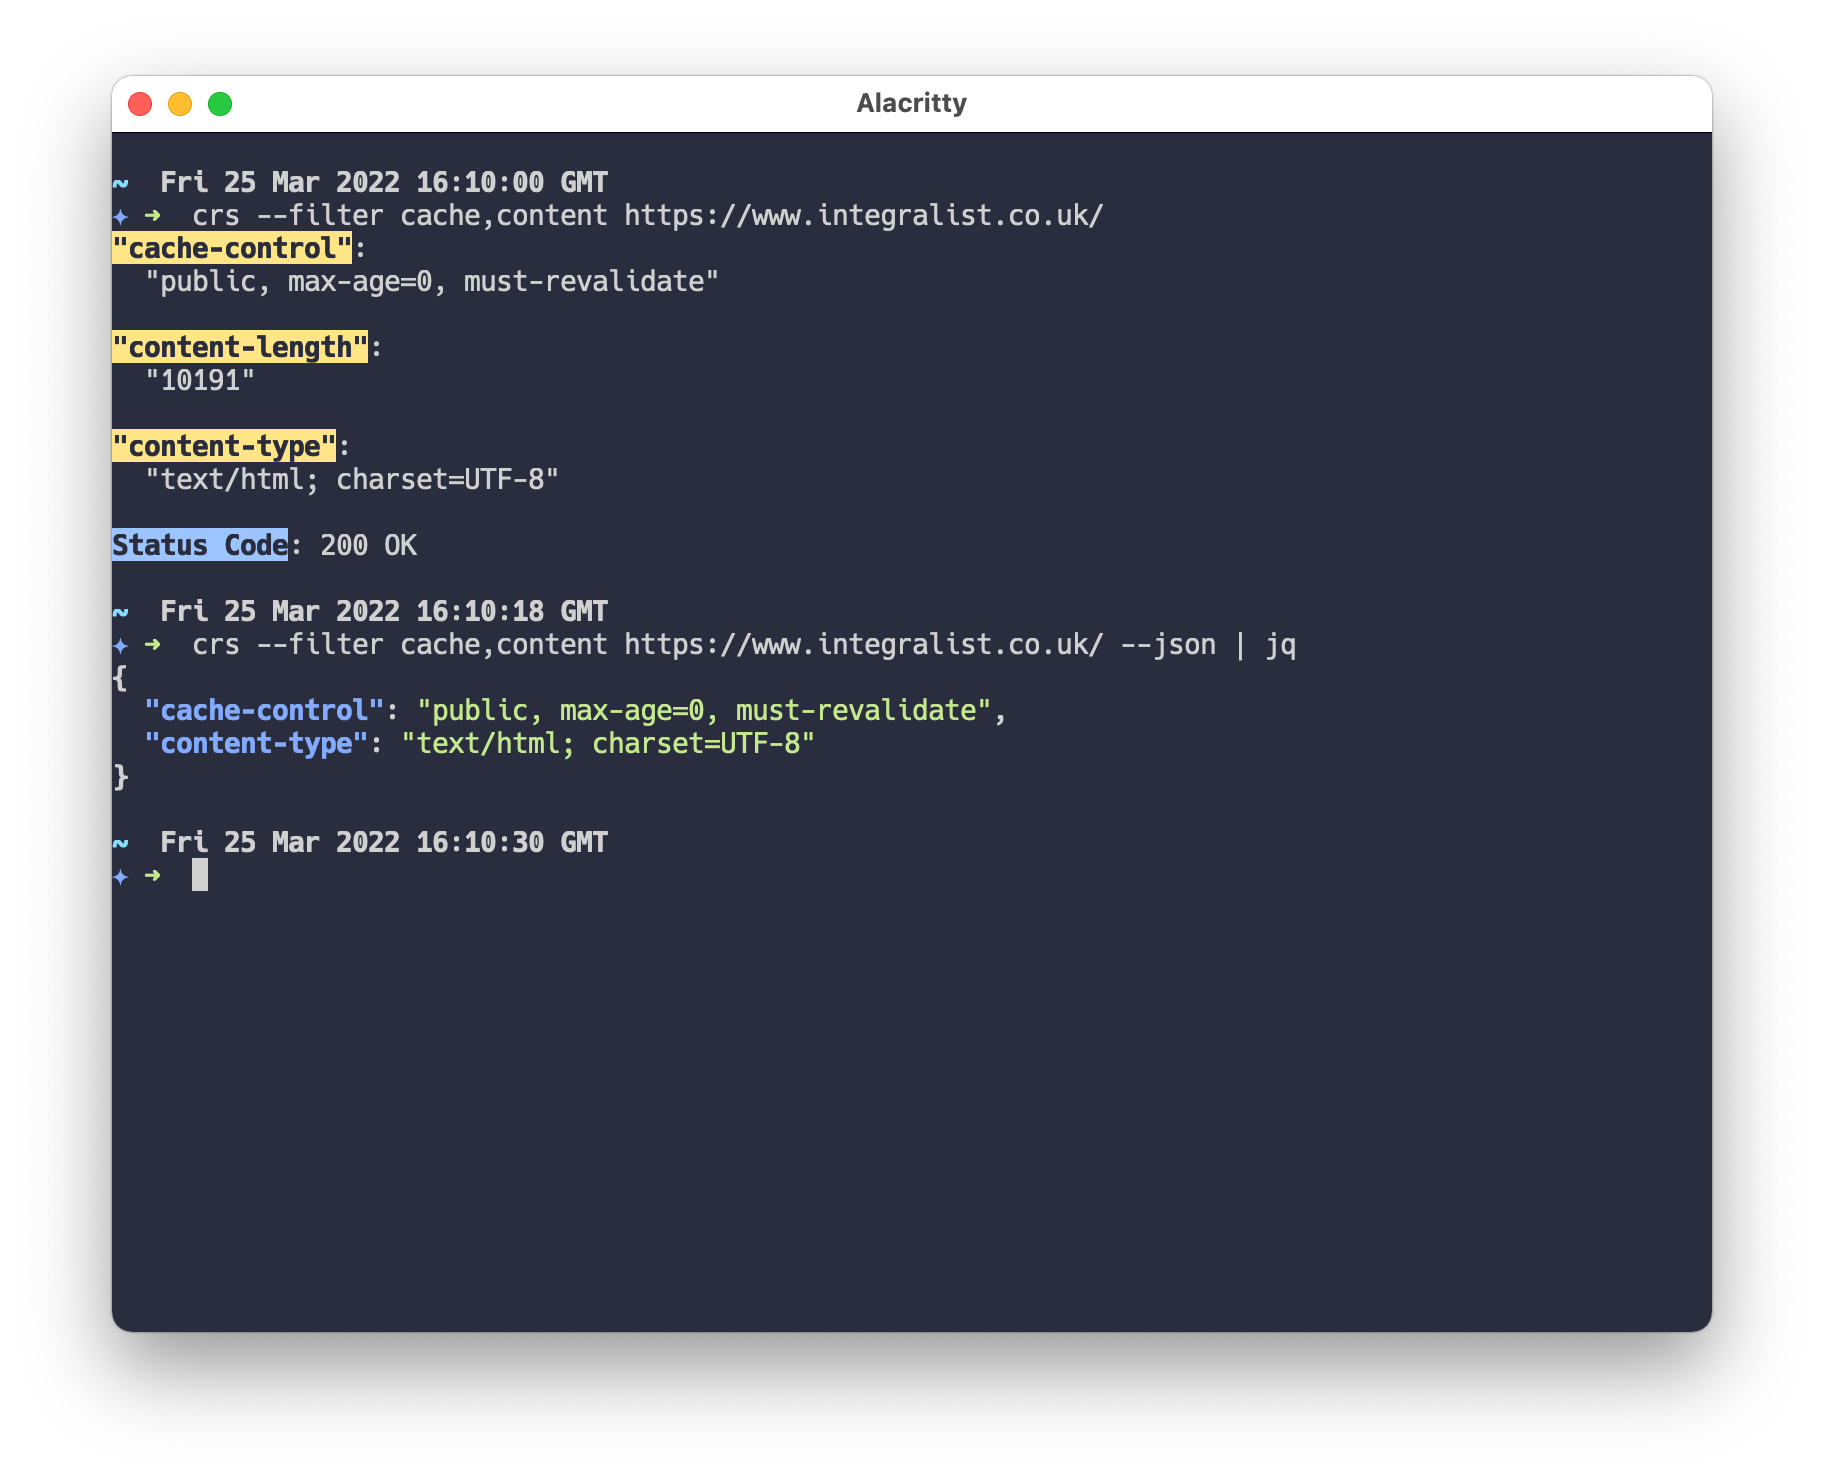 Alacritty
~  Fri 25 Mar 2022 16:10:00 GMT
✦ ➜  crs --filter cache,content https://www.integralist.co.uk/
"cache-control":
  "public, max-age=0, must-revalidate"
"content-length":
  "10191"
"content-type":
  "text/html; charset=UTF-8"
Status Code: 200 OK
~  Fri 25 Mar 2022 16:10:18 GMT
✦ ➜  crs --filter cache,content https://www.integralist.co.uk/ --json | jq
{
  "cache-control": "public, max-age=0, must-revalidate",
  "content-type": "text/html; charset=UTF-8"
}
~  Fri 25 Mar 2022 16:10:30 GMT
✦ ➜